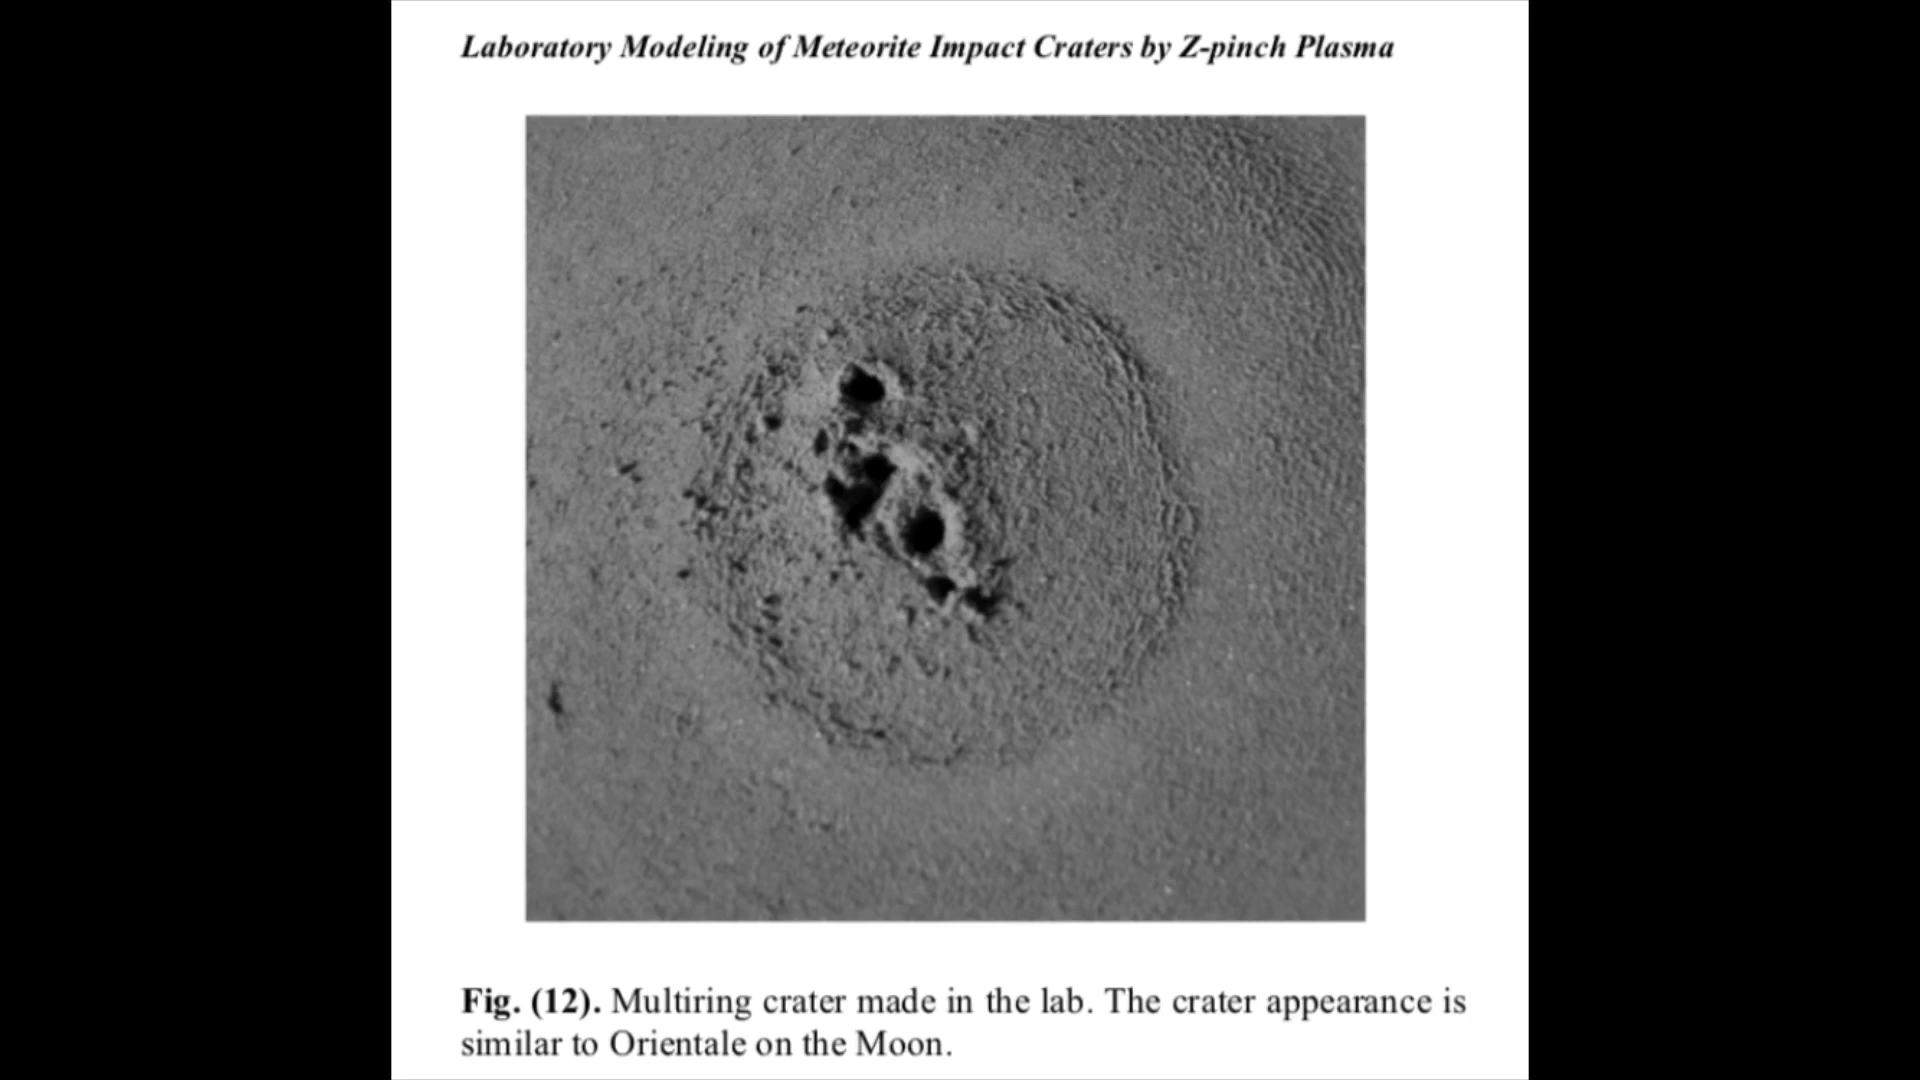 Laboratory Modeling of Meteorite Impact Craters by Z-pinch Plasma
Fig. (12). Multiring crater made in the lab. The crater appearance is
similar to Orientale on the Moon.